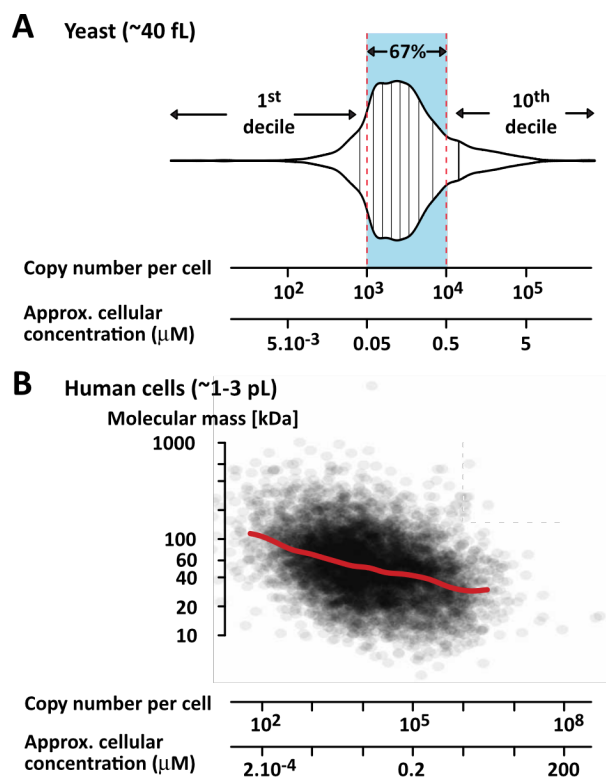 A Yeast (~40 fL)
67%
1st decile
10th decile
Copy number per cell
10² 10³ 10⁴ 10⁵
Approx. cellular concentration (µM)
5.10⁻³ 0.05 0.5 5
B Human cells (~1-3 pL)
Molecular mass [kDa]
1000
100
60
40
20
10
Copy number per cell
10² 10⁵ 10⁸
Approx. cellular concentration (µM)
2.10⁻⁴ 0.2 200